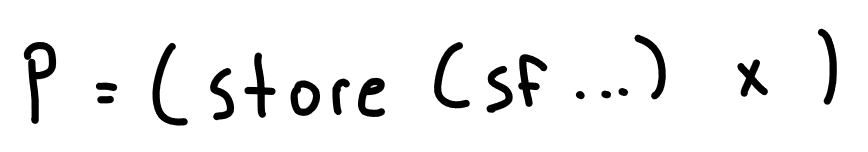 P = ( store ( sf ... ) x )